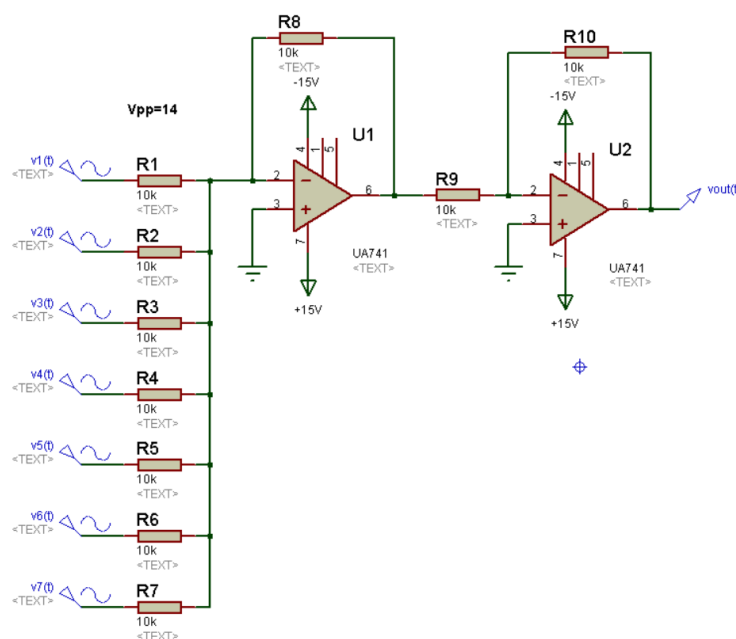 R8
10k
<TEXT>
-15V
Vpp=14
U1
4
1
5
2
3
6
7
UA741
<TEXT>
+15V
R10
10k
<TEXT>
-15V
U2
4
1
5
2
3
6
7
UA741
<TEXT>
+15V
R9
10k
<TEXT>
vout(t
v1(t)
<TEXT>
R1
10k
<TEXT>
v2(t)
<TEXT>
R2
10k
<TEXT>
v3(t)
<TEXT>
R3
10k
<TEXT>
v4(t)
<TEXT>
R4
10k
<TEXT>
v5(t)
<TEXT>
R5
10k
<TEXT>
v6(t)
<TEXT>
R6
10k
<TEXT>
v7(t)
<TEXT>
R7
10k
<TEXT>